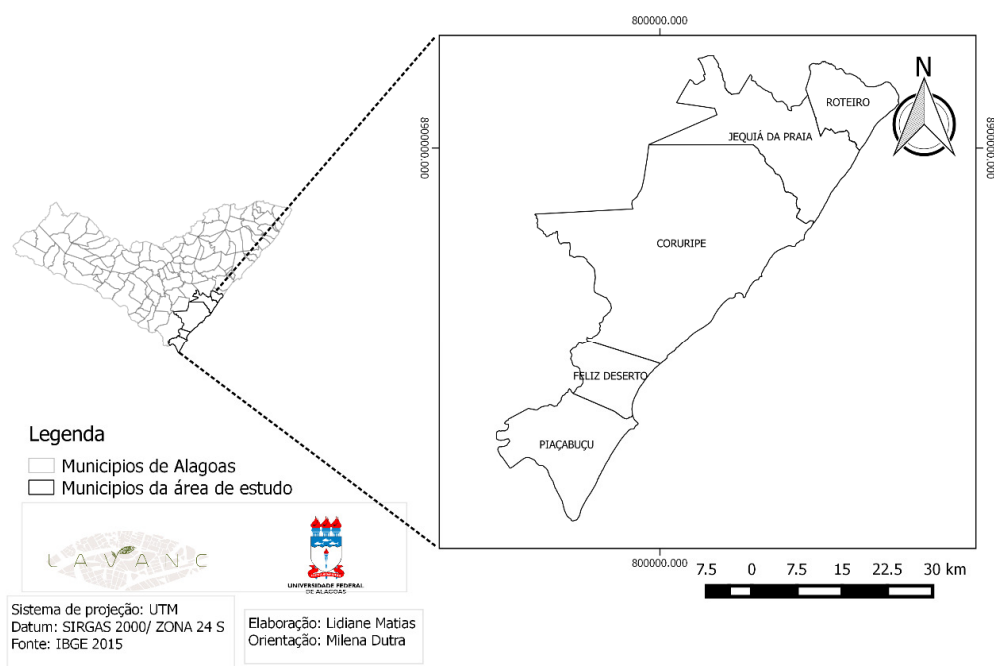 800000.000
N
ROTEIRO
8900000.000
8900000.000
JEQUIÁ DA PRAIA
CORURIPE
FELIZ DESERTO
PIAÇABUÇU
Legenda
Municipios de Alagoas
Municipios da área de estudo
LAVANC
UNIVERSIDADE FEDERAL
DE ALAGOAS
800000.000
7.5 0 7.5 15 22.5 30 km
Sistema de projeção: UTM
Datum: SIRGAS 2000/ ZONA 24 S
Fonte: IBGE 2015
Elaboração: Lidiane Matias
Orientação: Milena Dutra